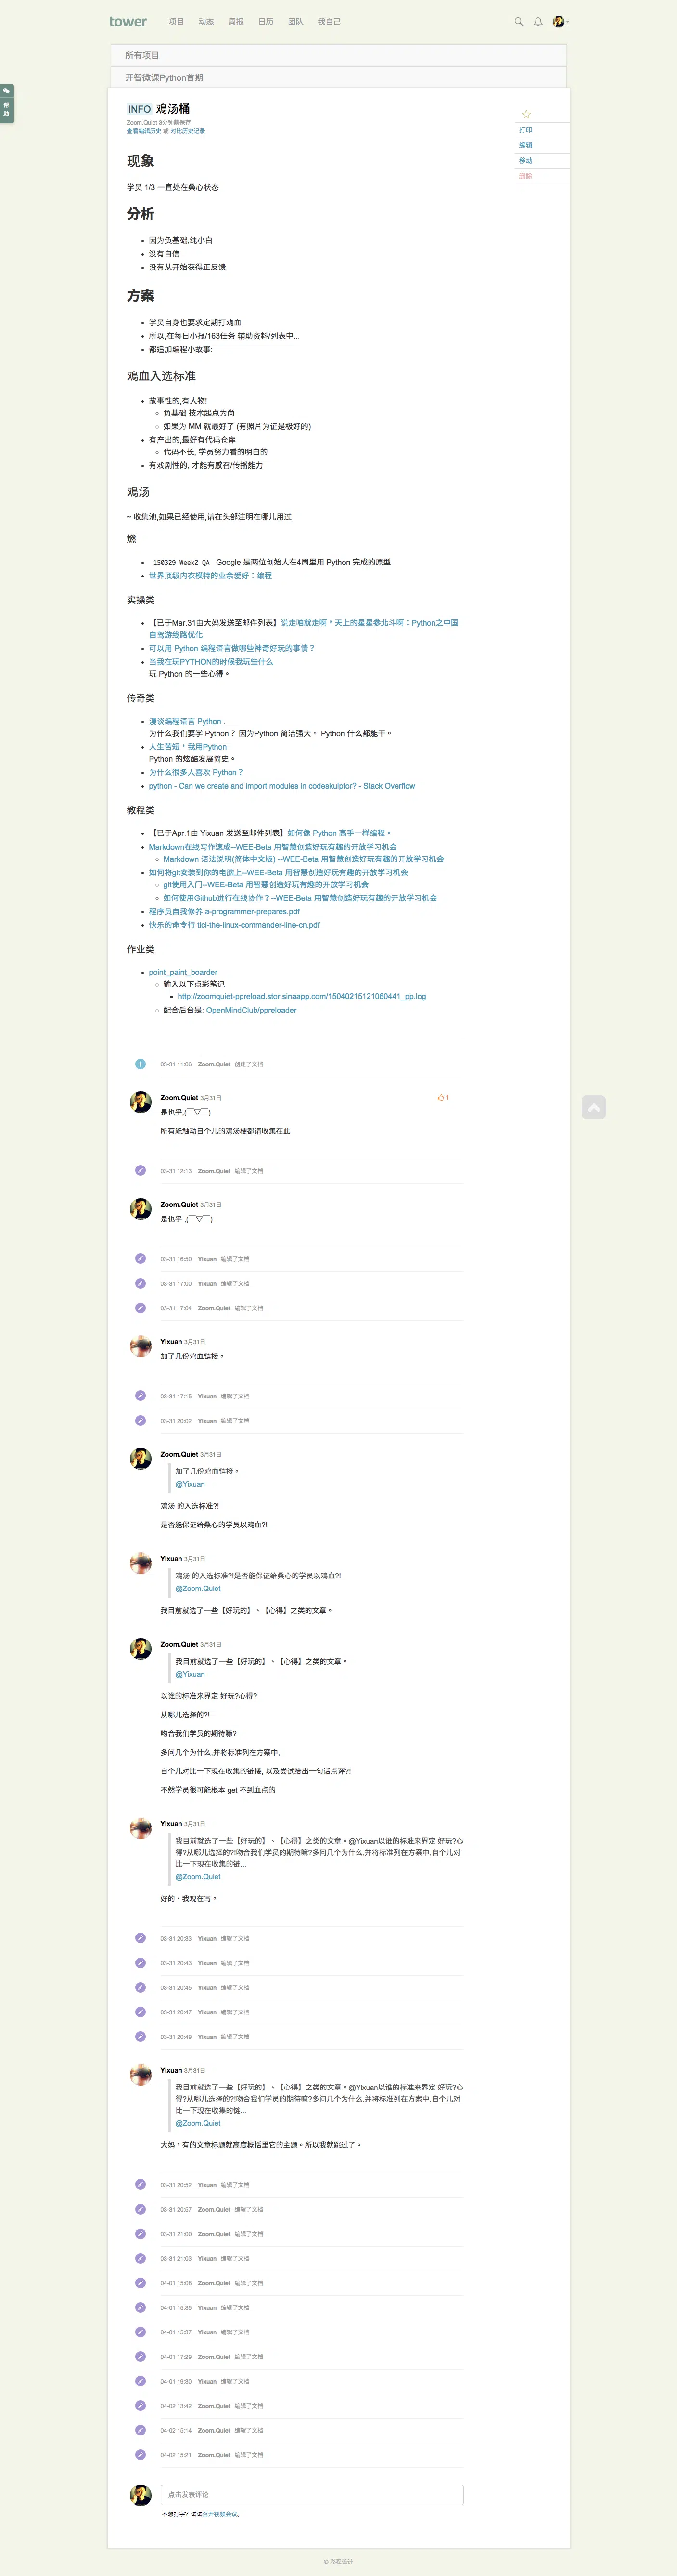 tower 项目 动态 周报 日历 团队 我自己
所有项目
开智微课Python首期
帮助
INFO 鸡汤桶
Zoom.Quiet 3分钟前保存
查看编辑历史 或 对比历史记录
打印
编辑
移动
删除
现象
学员 1/3 一直处在桑心状态
分析
因为负基础,纯小白
没有自信
没有从开始获得正反馈
方案
学员自身也要求定期打鸡血
所以,在每日小报/163任务 辅助资料/列表中...
都追加编程小故事:
鸡血入选标准
故事性的,有人物!
负基础 技术起点为尚
如果为 MM 就最好了 (有照片为证是极好的)
有产出的,最好有代码仓库
代码不长, 学员努力看的明白的
有戏剧性的, 才能有感召/传播能力
鸡汤
~ 收集池,如果已经使用,请在头部注明在哪儿用过
燃
150329 Week2 QA Google 是两位创始人在4周里用 Python 完成的原型
世界顶级内衣模特的业余爱好：编程
实操类
【已于Mar.31由大妈发送至邮件列表】说走咱就走啊，天上的星星参北斗啊：Python之中国
自驾游线路优化
可以用 Python 编程语言做哪些神奇好玩的事情？
当我在玩PYTHON的时候我玩些什么
玩 Python 的一些心得。
传奇类
漫谈编程语言 Python .
为什么我们要学 Python？ 因为Python 简洁强大。 Python 什么都能干。
人生苦短，我用Python
Python 的炫酷发展简史。
为什么很多人喜欢 Python？
python - Can we create and import modules in codeskulptor? - Stack Overflow
教程类
【已于Apr.1由 Yixuan 发送至邮件列表】如何像 Python 高手一样编程。
Markdown在线写作速成--WEE-Beta 用智慧创造好玩有趣的开放学习机会
Markdown 语法说明(简体中文版) --WEE-Beta 用智慧创造好玩有趣的开放学习机会
如何将git安装到你的电脑上--WEE-Beta 用智慧创造好玩有趣的开放学习机会
git使用入门--WEE-Beta 用智慧创造好玩有趣的开放学习机会
如何使用Github进行在线协作？--WEE-Beta 用智慧创造好玩有趣的开放学习机会
程序员自我修养 a-programmer-prepares.pdf
快乐的命令行 tlcl-the-linux-commander-line-cn.pdf
作业类
point_paint_boarder
输入以下点彩笔记
http://zoomquiet-ppreload.stor.sinaapp.com/15040215121060441_pp.log
配合后台是: OpenMindClub/ppreloader
03-31 11:06 Zoom.Quiet 创建了文档
Zoom.Quiet 3月31日 1
是也乎,(￣▽￣)
所有能触动自个儿的鸡汤梗都请收集在此
03-31 12:13 Zoom.Quiet 编辑了文档
Zoom.Quiet 3月31日
是也乎 ,(￣▽￣)
03-31 16:50 Yixuan 编辑了文档
03-31 17:00 Yixuan 编辑了文档
03-31 17:04 Zoom.Quiet 编辑了文档
Yixuan 3月31日
加了几份鸡血链接。
03-31 17:15 Yixuan 编辑了文档
03-31 20:02 Yixuan 编辑了文档
Zoom.Quiet 3月31日
加了几份鸡血链接。
@Yixuan
鸡汤 的入选标准?!
是否能保证给桑心的学员以鸡血?!
Yixuan 3月31日
鸡汤 的入选标准?!是否能保证给桑心的学员以鸡血?!
@Zoom.Quiet
我目前就选了一些【好玩的】、【心得】之类的文章。
Zoom.Quiet 3月31日
我目前就选了一些【好玩的】、【心得】之类的文章。
@Yixuan
以谁的标准来界定 好玩?心得?
从哪儿选择的?!
吻合我们学员的期待嘛?
多问几个为什么,并将标准列在方案中,
自个儿对比一下现在收集的链接, 以及尝试给出一句话点评?!
不然学员很可能根本 get 不到血点的
Yixuan 3月31日
我目前就选了一些【好玩的】、【心得】之类的文章。@Yixuan以谁的标准来界定 好玩?心
得?从哪儿选择的?!吻合我们学员的期待嘛?多问几个为什么,并将标准列在方案中,自个儿对
比一下现在收集的链...
@Zoom.Quiet
好的，我现在写。
03-31 20:33 Yixuan 编辑了文档
03-31 20:43 Yixuan 编辑了文档
03-31 20:45 Yixuan 编辑了文档
03-31 20:47 Yixuan 编辑了文档
03-31 20:49 Yixuan 编辑了文档
Yixuan 3月31日
我目前就选了一些【好玩的】、【心得】之类的文章。@Yixuan以谁的标准来界定 好玩?心
得?从哪儿选择的?!吻合我们学员的期待嘛?多问几个为什么,并将标准列在方案中,自个儿对
比一下现在收集的链...
@Zoom.Quiet
大妈，有的文章标题就高度概括里它的主题。所以我就跳过了。
03-31 20:52 Yixuan 编辑了文档
03-31 20:57 Zoom.Quiet 编辑了文档
03-31 21:00 Zoom.Quiet 编辑了文档
03-31 21:03 Yixuan 编辑了文档
04-01 15:08 Zoom.Quiet 编辑了文档
04-01 15:35 Yixuan 编辑了文档
04-01 15:37 Yixuan 编辑了文档
04-01 17:29 Zoom.Quiet 编辑了文档
04-01 19:30 Yixuan 编辑了文档
04-02 13:42 Zoom.Quiet 编辑了文档
04-02 15:14 Zoom.Quiet 编辑了文档
04-02 15:21 Zoom.Quiet 编辑了文档
点击发表评论
不想打字? 试试召开视频会议。
© 彩程设计